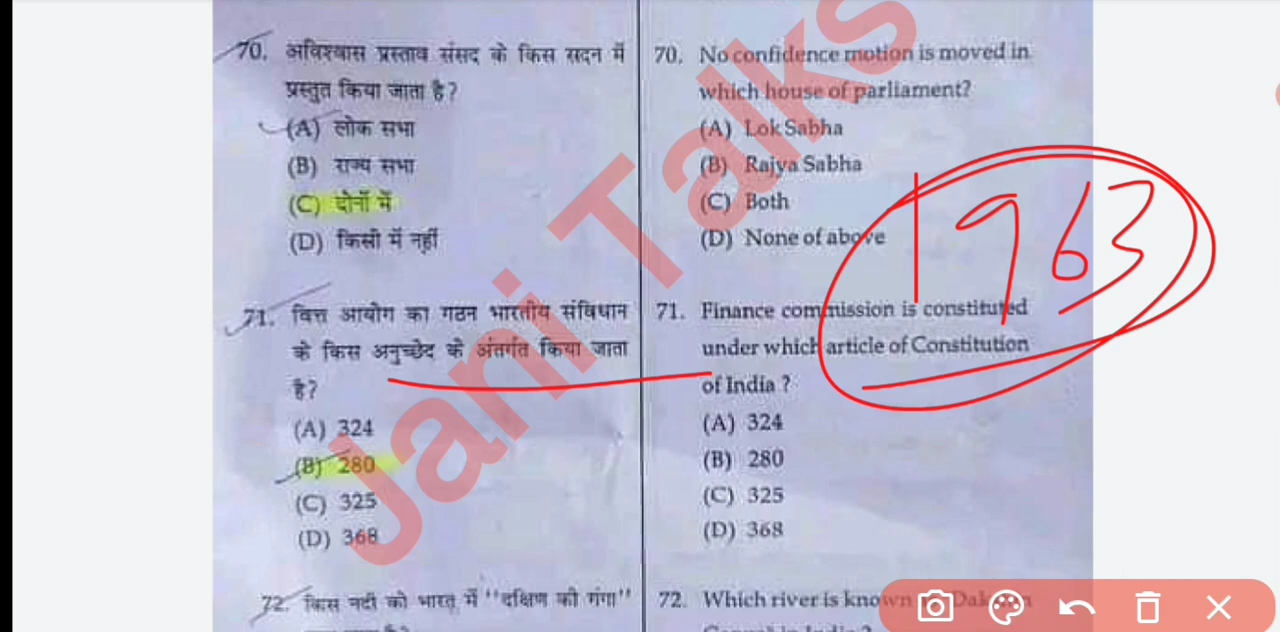 70. अविश्वास प्रस्ताव संसद के किस सदन में
प्रस्तुत किया जाता है?
(A) लोक सभा
(B) राज्य सभा
(C) दोनों में
(D) किसी में नहीं
71. वित्त आयोग का गठन भारतीय संविधान
के किस अनुच्छेद के अंतर्गत किया जाता
है?
(A) 324
(B) 280
(C) 325
(D) 368
72. किस नदी को भारत में "दक्षिण की गंगा"
70. No confidence motion is moved in
which house of parliament?
(A) Lok Sabha
(B) Rajya Sabha
(C) Both
(D) None of above
71. Finance commission is constituted
under which article of Constitution
of India ?
(A) 324
(B) 280
(C) 325
(D) 368
72. Which river is known
1963
Jani Talks